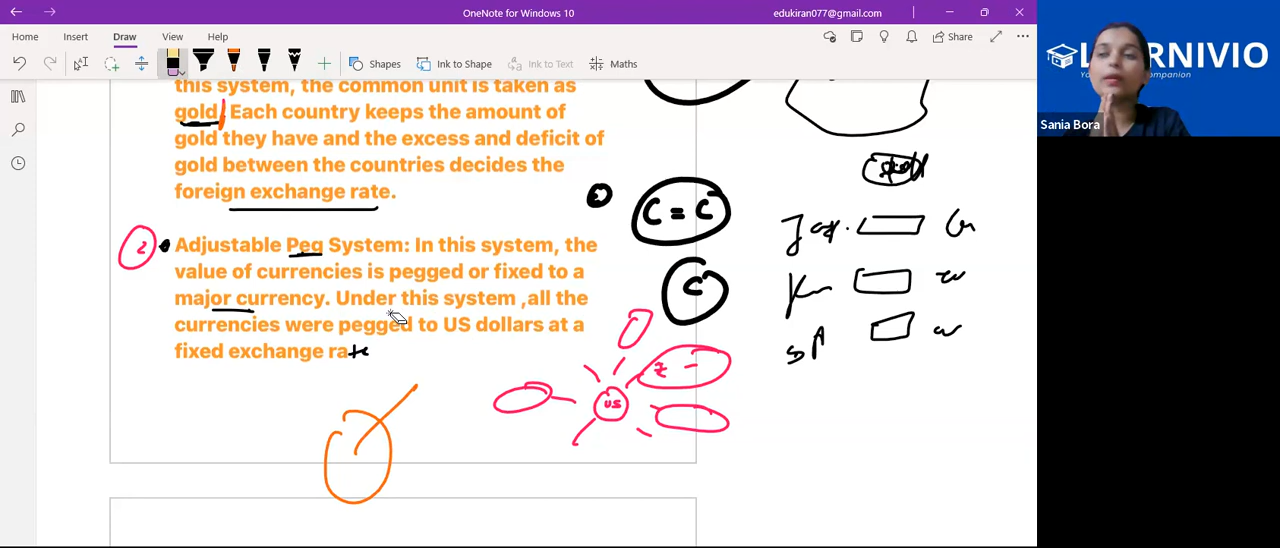 OneNote for Windows 10
edukiran077@gmail.com
Home Insert Draw View Help
Share
Shapes Ink to Shape Ink to Text Maths
this system, the common unit is taken as
gold. Each country keeps the amount of
gold they have and the excess and deficit of
gold between the countries decides the
foreign exchange rate.
2 • Adjustable Peg System: In this system, the
value of currencies is pegged or fixed to a
major currency. Under this system ,all the
currencies were pegged to US dollars at a
fixed exchange rate
C = C
C
US
LEARNIVIO
Sania Bora